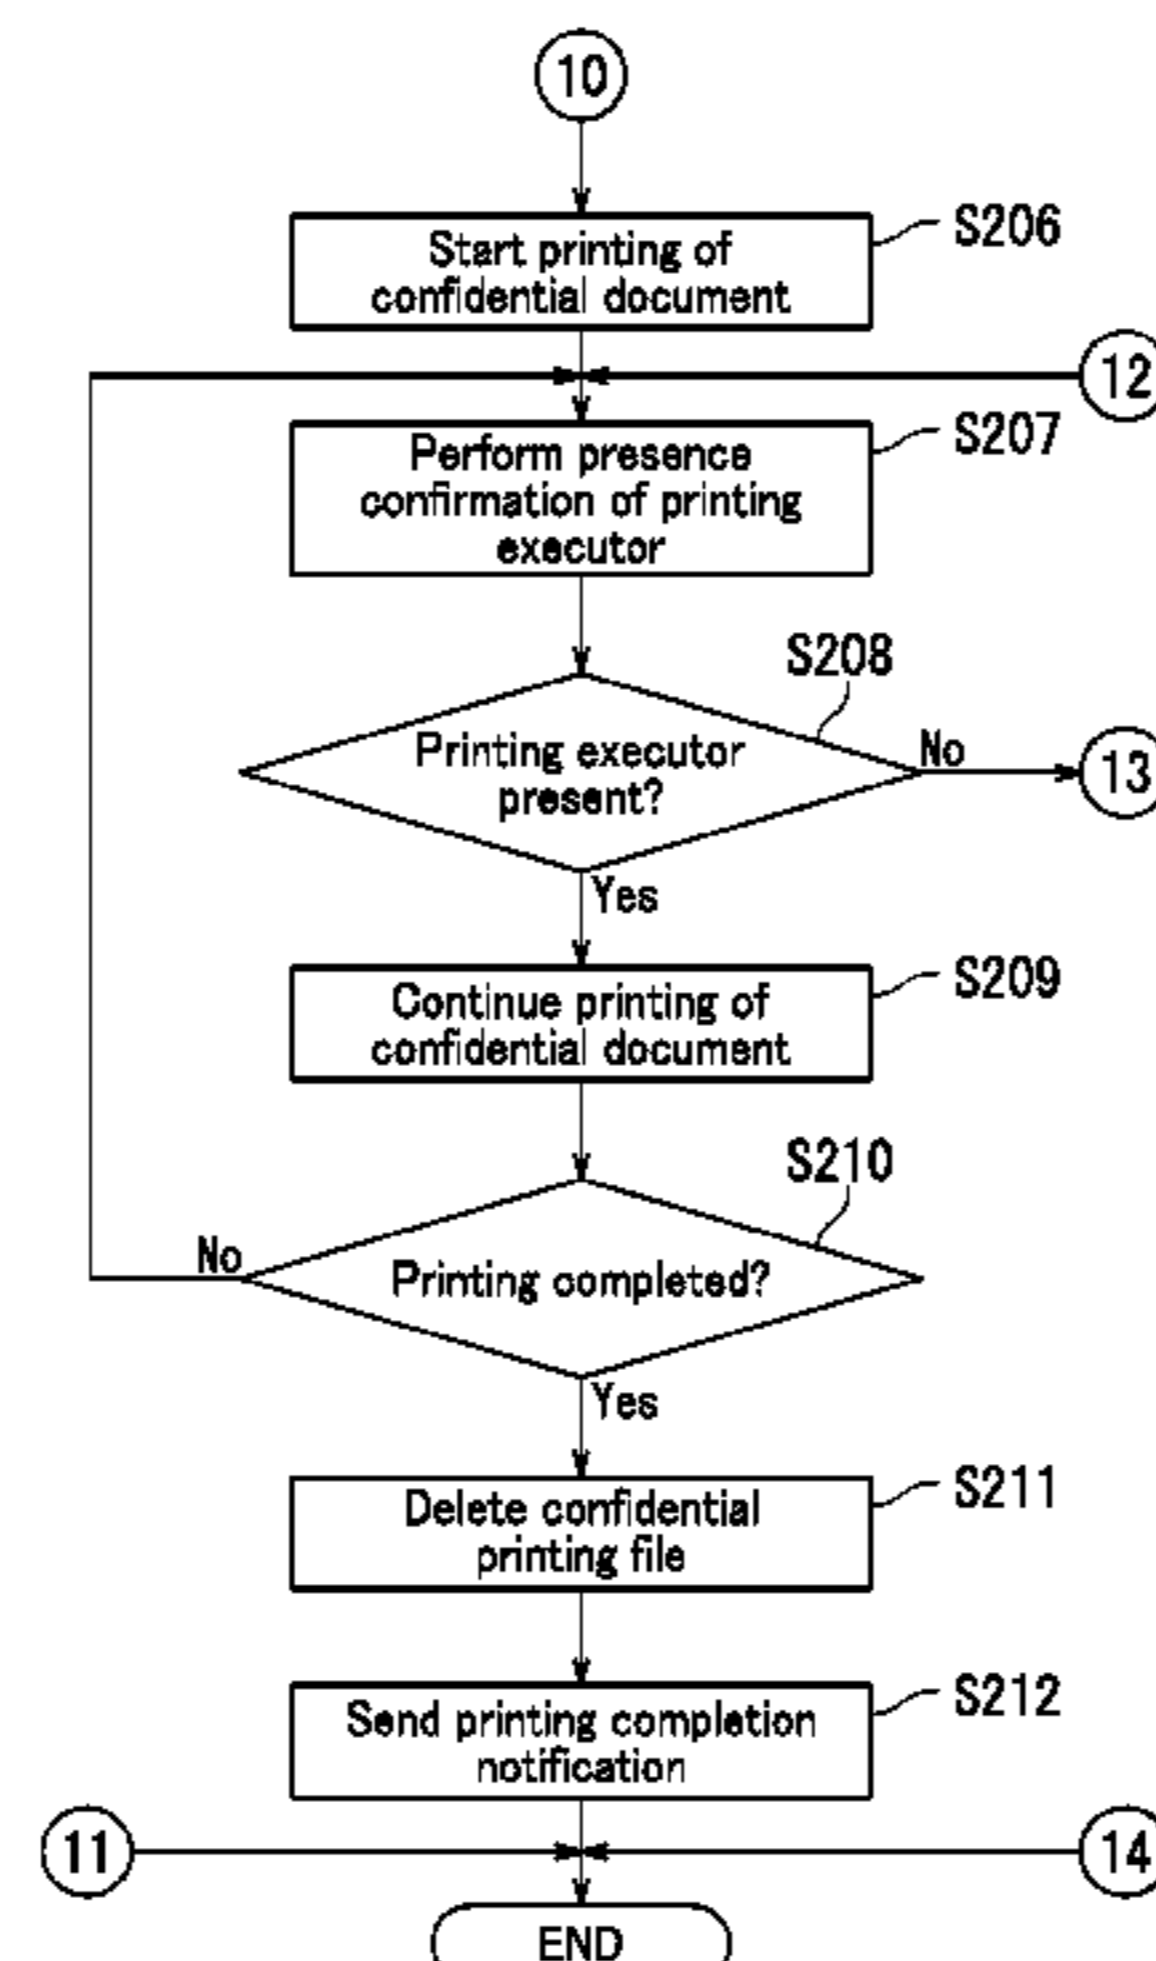 10
S206
Start printing of
confidential document
12
S207
Perform presence
confirmation of printing
executor
S208
Printing executor
present?
No
13
Yes
S209
Continue printing of
confidential document
S210
No
Printing completed?
Yes
S211
Delete confidential
printing file
S212
Send printing completion
notification
11
14
END